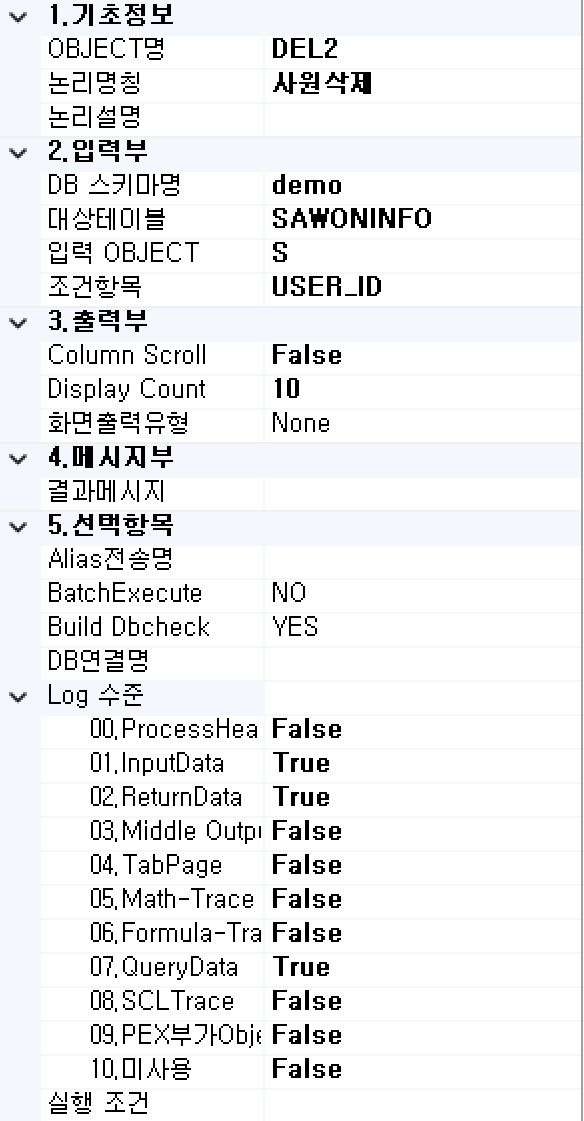 1.기초정보
OBJECT명 DEL2
논리명칭 사원삭제
논리설명
2.입력부
DB 스키마명 demo
대상테이블 SAWONINFO
입력 OBJECT S
조건항목 USER_ID
3.출력부
Column Scroll False
Display Count 10
화면출력유형 None
4.메시지부
결과메시지
5.선택항목
Alias전송명
BatchExecute NO
Build Dbcheck YES
DB연결명
Log 수준
00.ProcessHea False
01.InputData True
02.ReturnData True
03.Middle Outpu False
04.TabPage False
05.Math-Trace False
06.Formula-Tra False
07.QueryData True
08.SCLTrace False
09.PEX부가Obje False
10.미사용 False
실행 조건